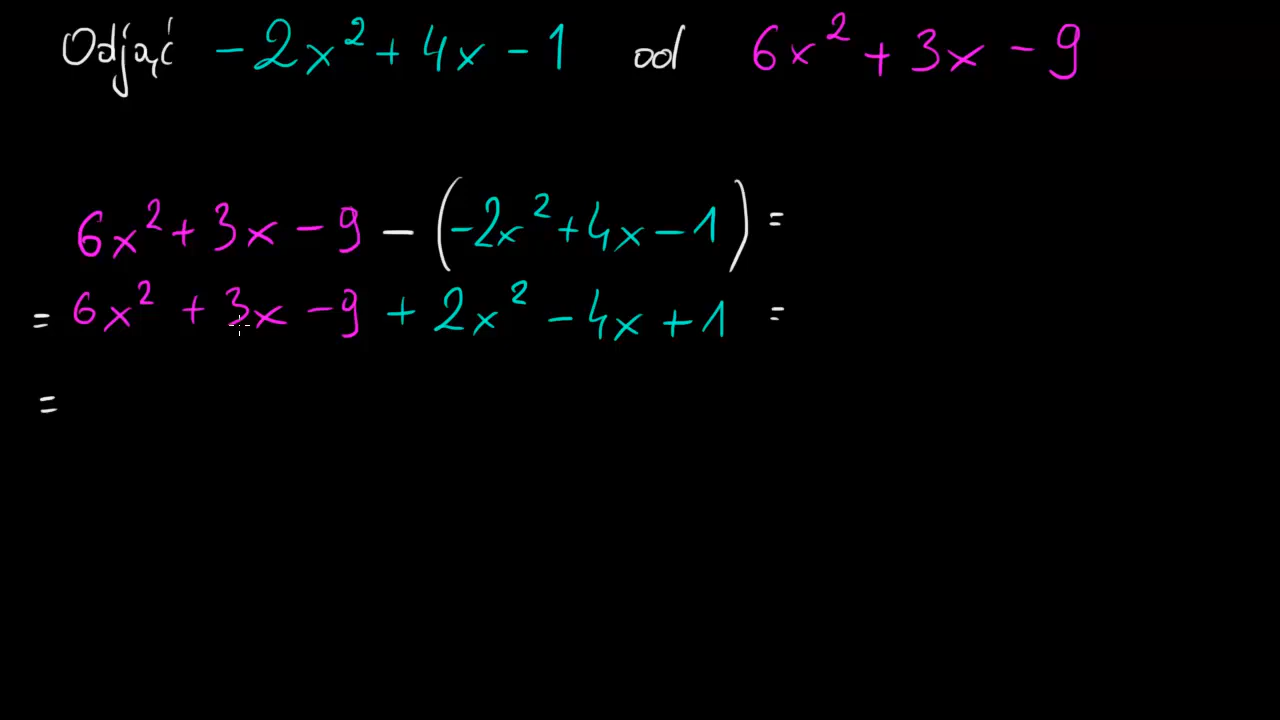 Odjąć -2x² + 4x - 1 od 6x² + 3x - 9
6x² + 3x - 9 - (-2x² + 4x - 1) =
= 6x² + 3x - 9 + 2x² - 4x + 1 =
=